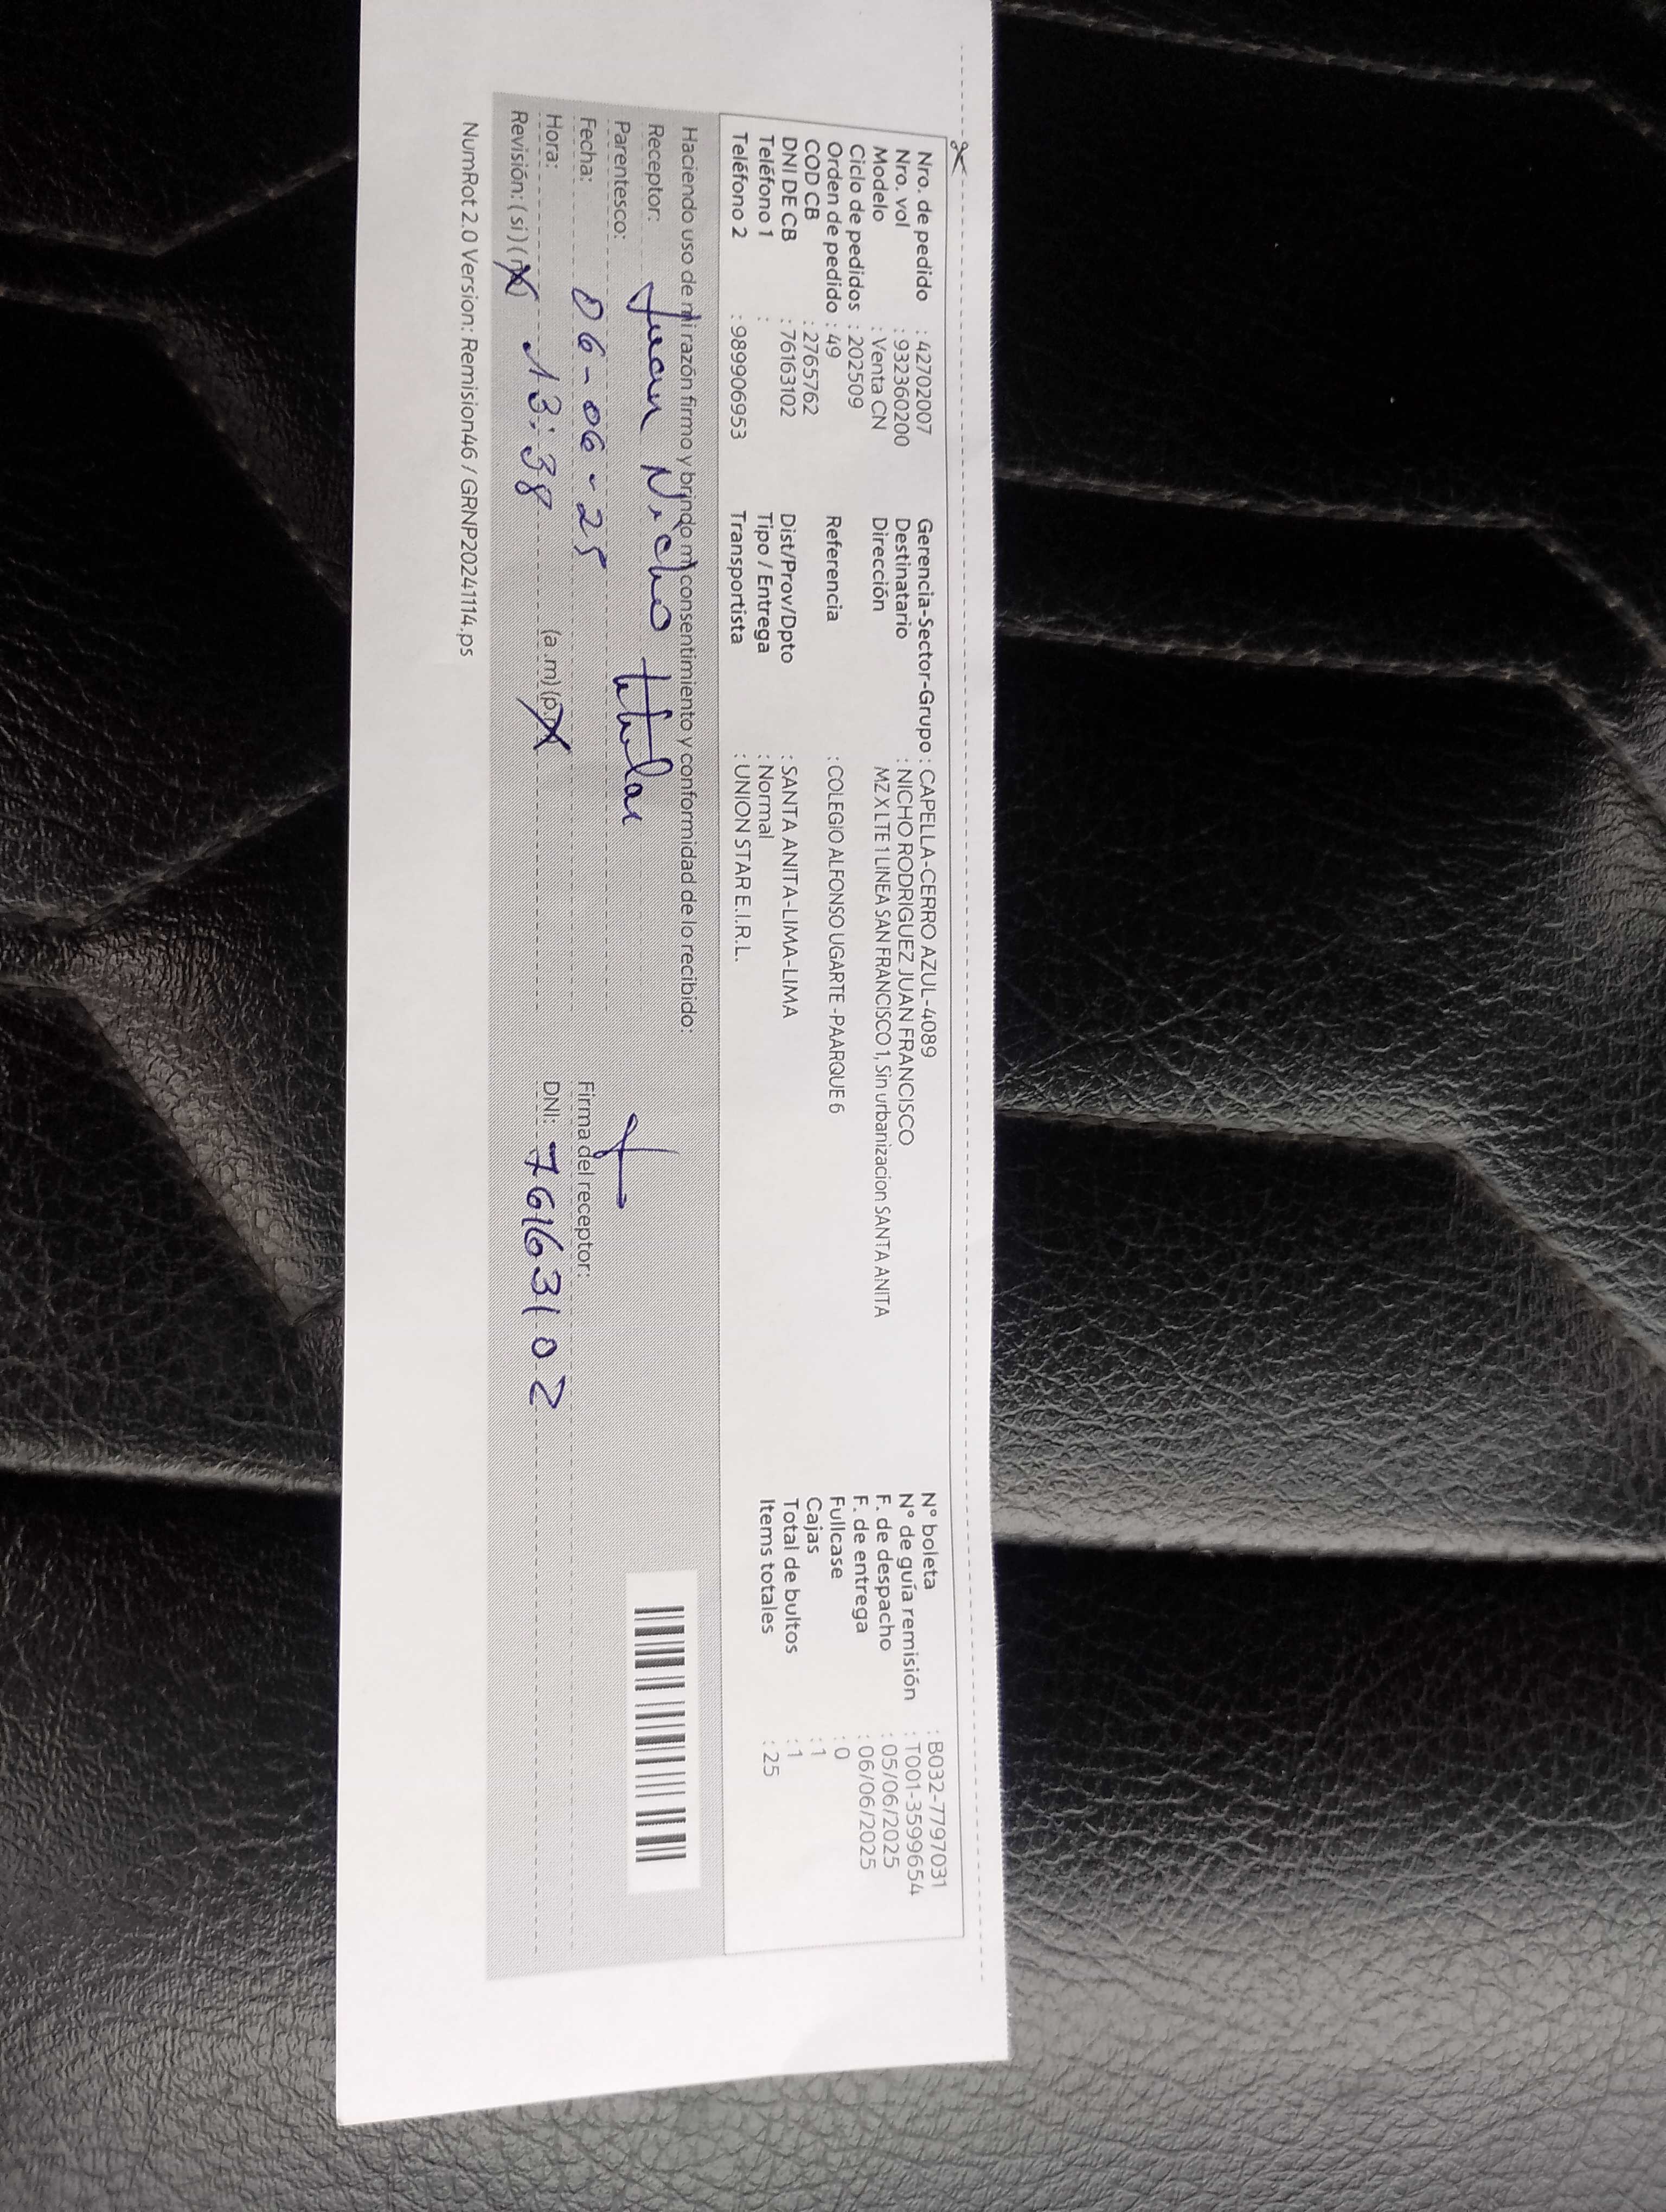 Nro. de pedido : 42702007 Gerencia-Sector-Grupo : CAPELLA-CERRO AZUL-4089 N° boleta : B032-7797031
Nro. vol : 932360200 Destinatario : NICHO RODRIGUEZ JUAN FRANCISCO N° de guía remisión : T001-3599654
Modelo : Venta CN Dirección MZ X LTE 1 LINEA SAN FRANCISCO 1, Sin urbanizacion SANTA ANITA F. de despacho : 05/06/2025
Ciclo de pedidos : 202509 F. de entrega : 06/06/2025
Orden de pedido : 49 Referencia : COLEGIO ALFONSO UGARTE -PAARQUE 6 Fullcase : 0
COD CB : 2765762 Cajas : 1
DNI DE CB : 76163102 Dist/Prov/Dpto : SANTA ANITA-LIMA-LIMA Total de bultos : 1
Teléfono 1 : Tipo / Entrega : Normal Items totales : 25
Teléfono 2 : 989906953 Transportista : UNION STAR E.I.R.L.
Haciendo uso de mi razón firmo y brindo mi consentimiento y conformidad de lo recibido:
Receptor: Juan Nicho
Parentesco: titular
Fecha: 06-06-25 Firma del receptor:
Hora: 13:38 (a.m) (p.m) DNI: 76163102
Revisión: ( si ) ( no )
NumRot 2.0 Version: Remision46 / GRNP20241114.ps